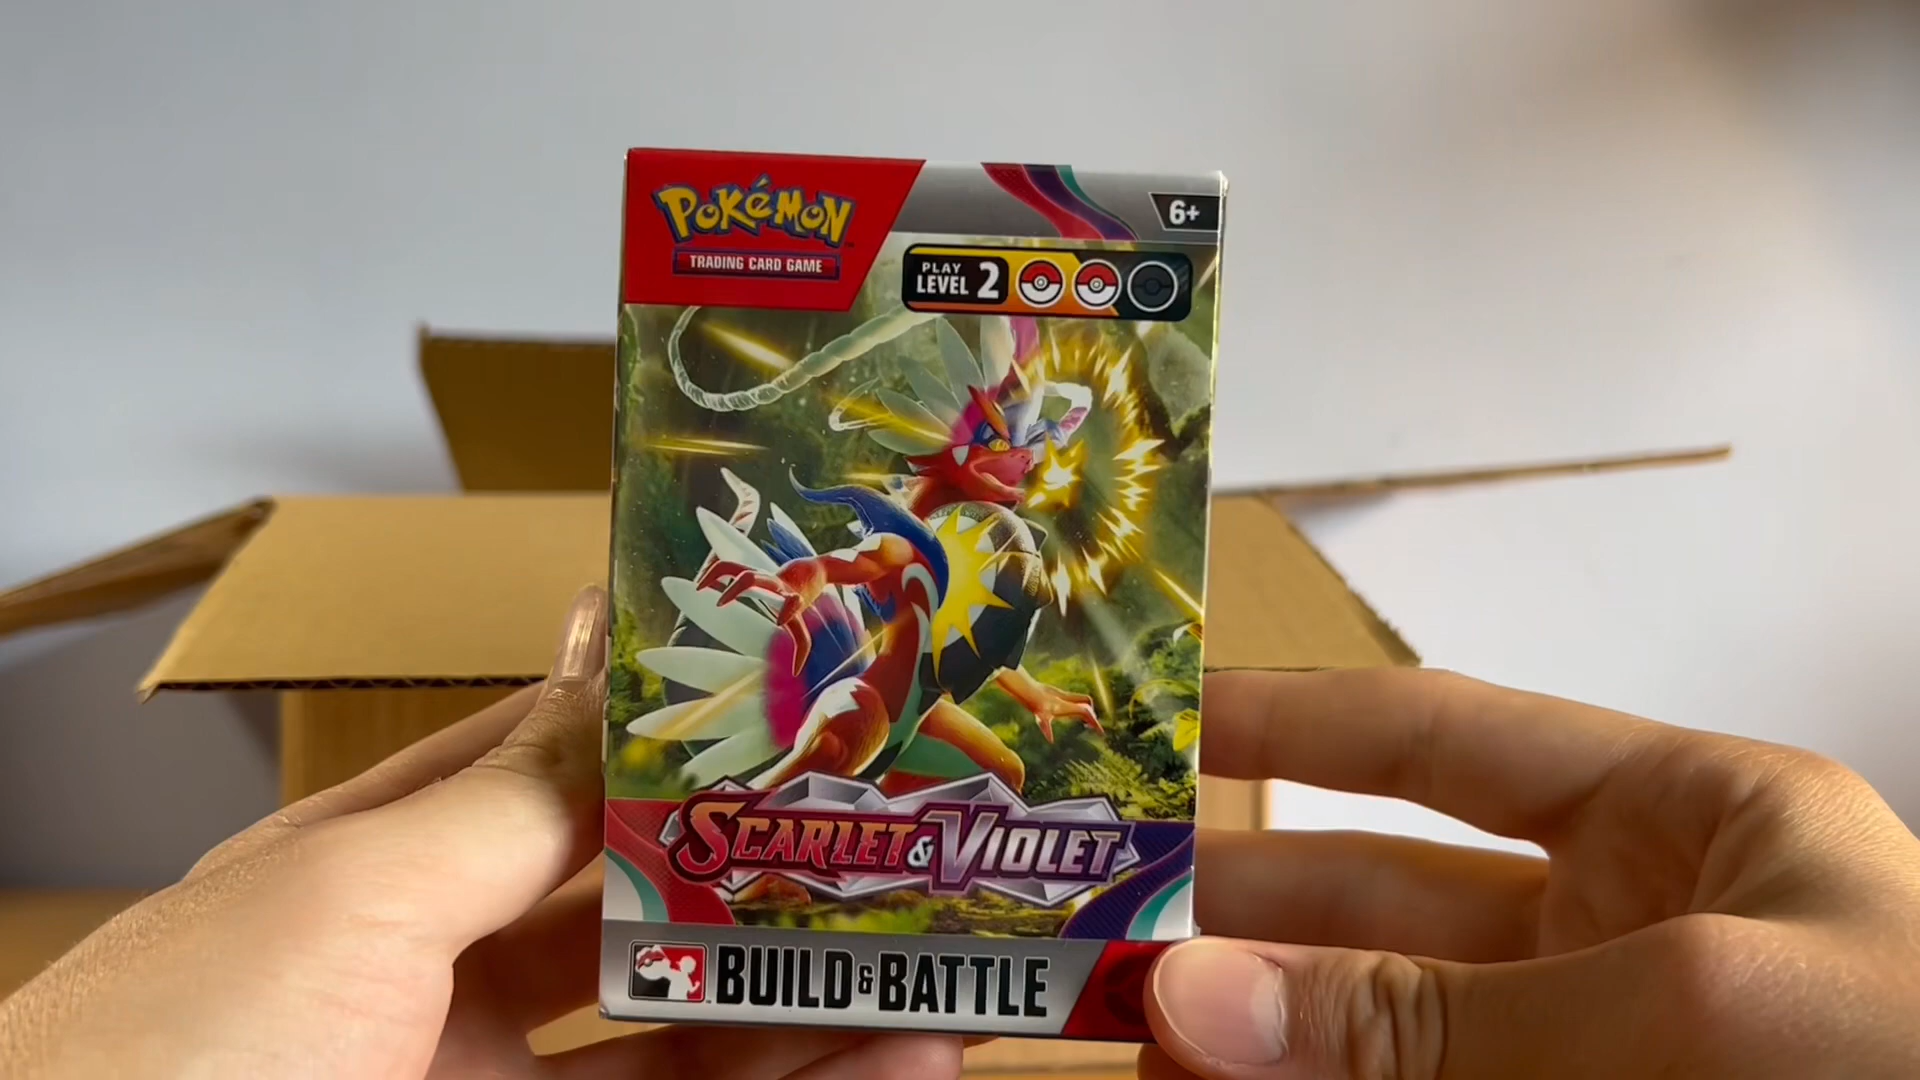 POKéMON
TRADING CARD GAME
6+
PLAY
LEVEL 2
SCARLET & VIOLET
BUILD & BATTLE